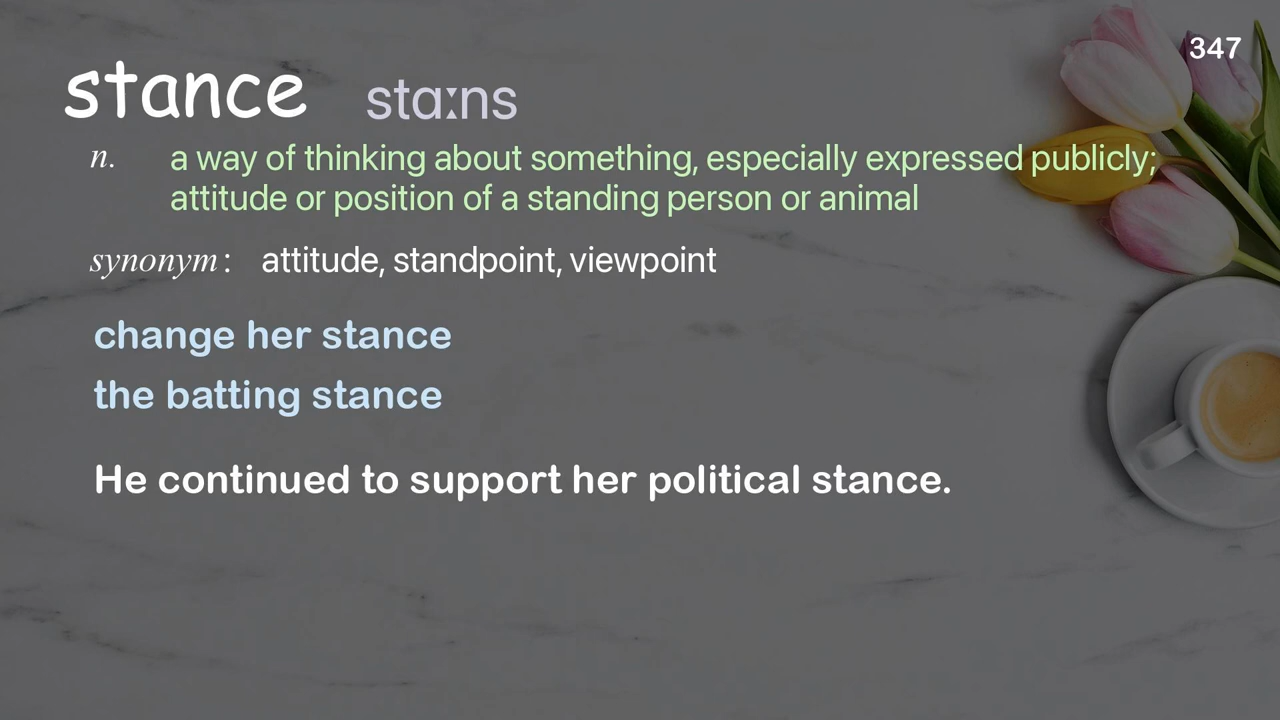 347
stance stɑːns
n. a way of thinking about something, especially expressed publicly;
attitude or position of a standing person or animal
synonym: attitude, standpoint, viewpoint
change her stance
the batting stance
He continued to support her political stance.